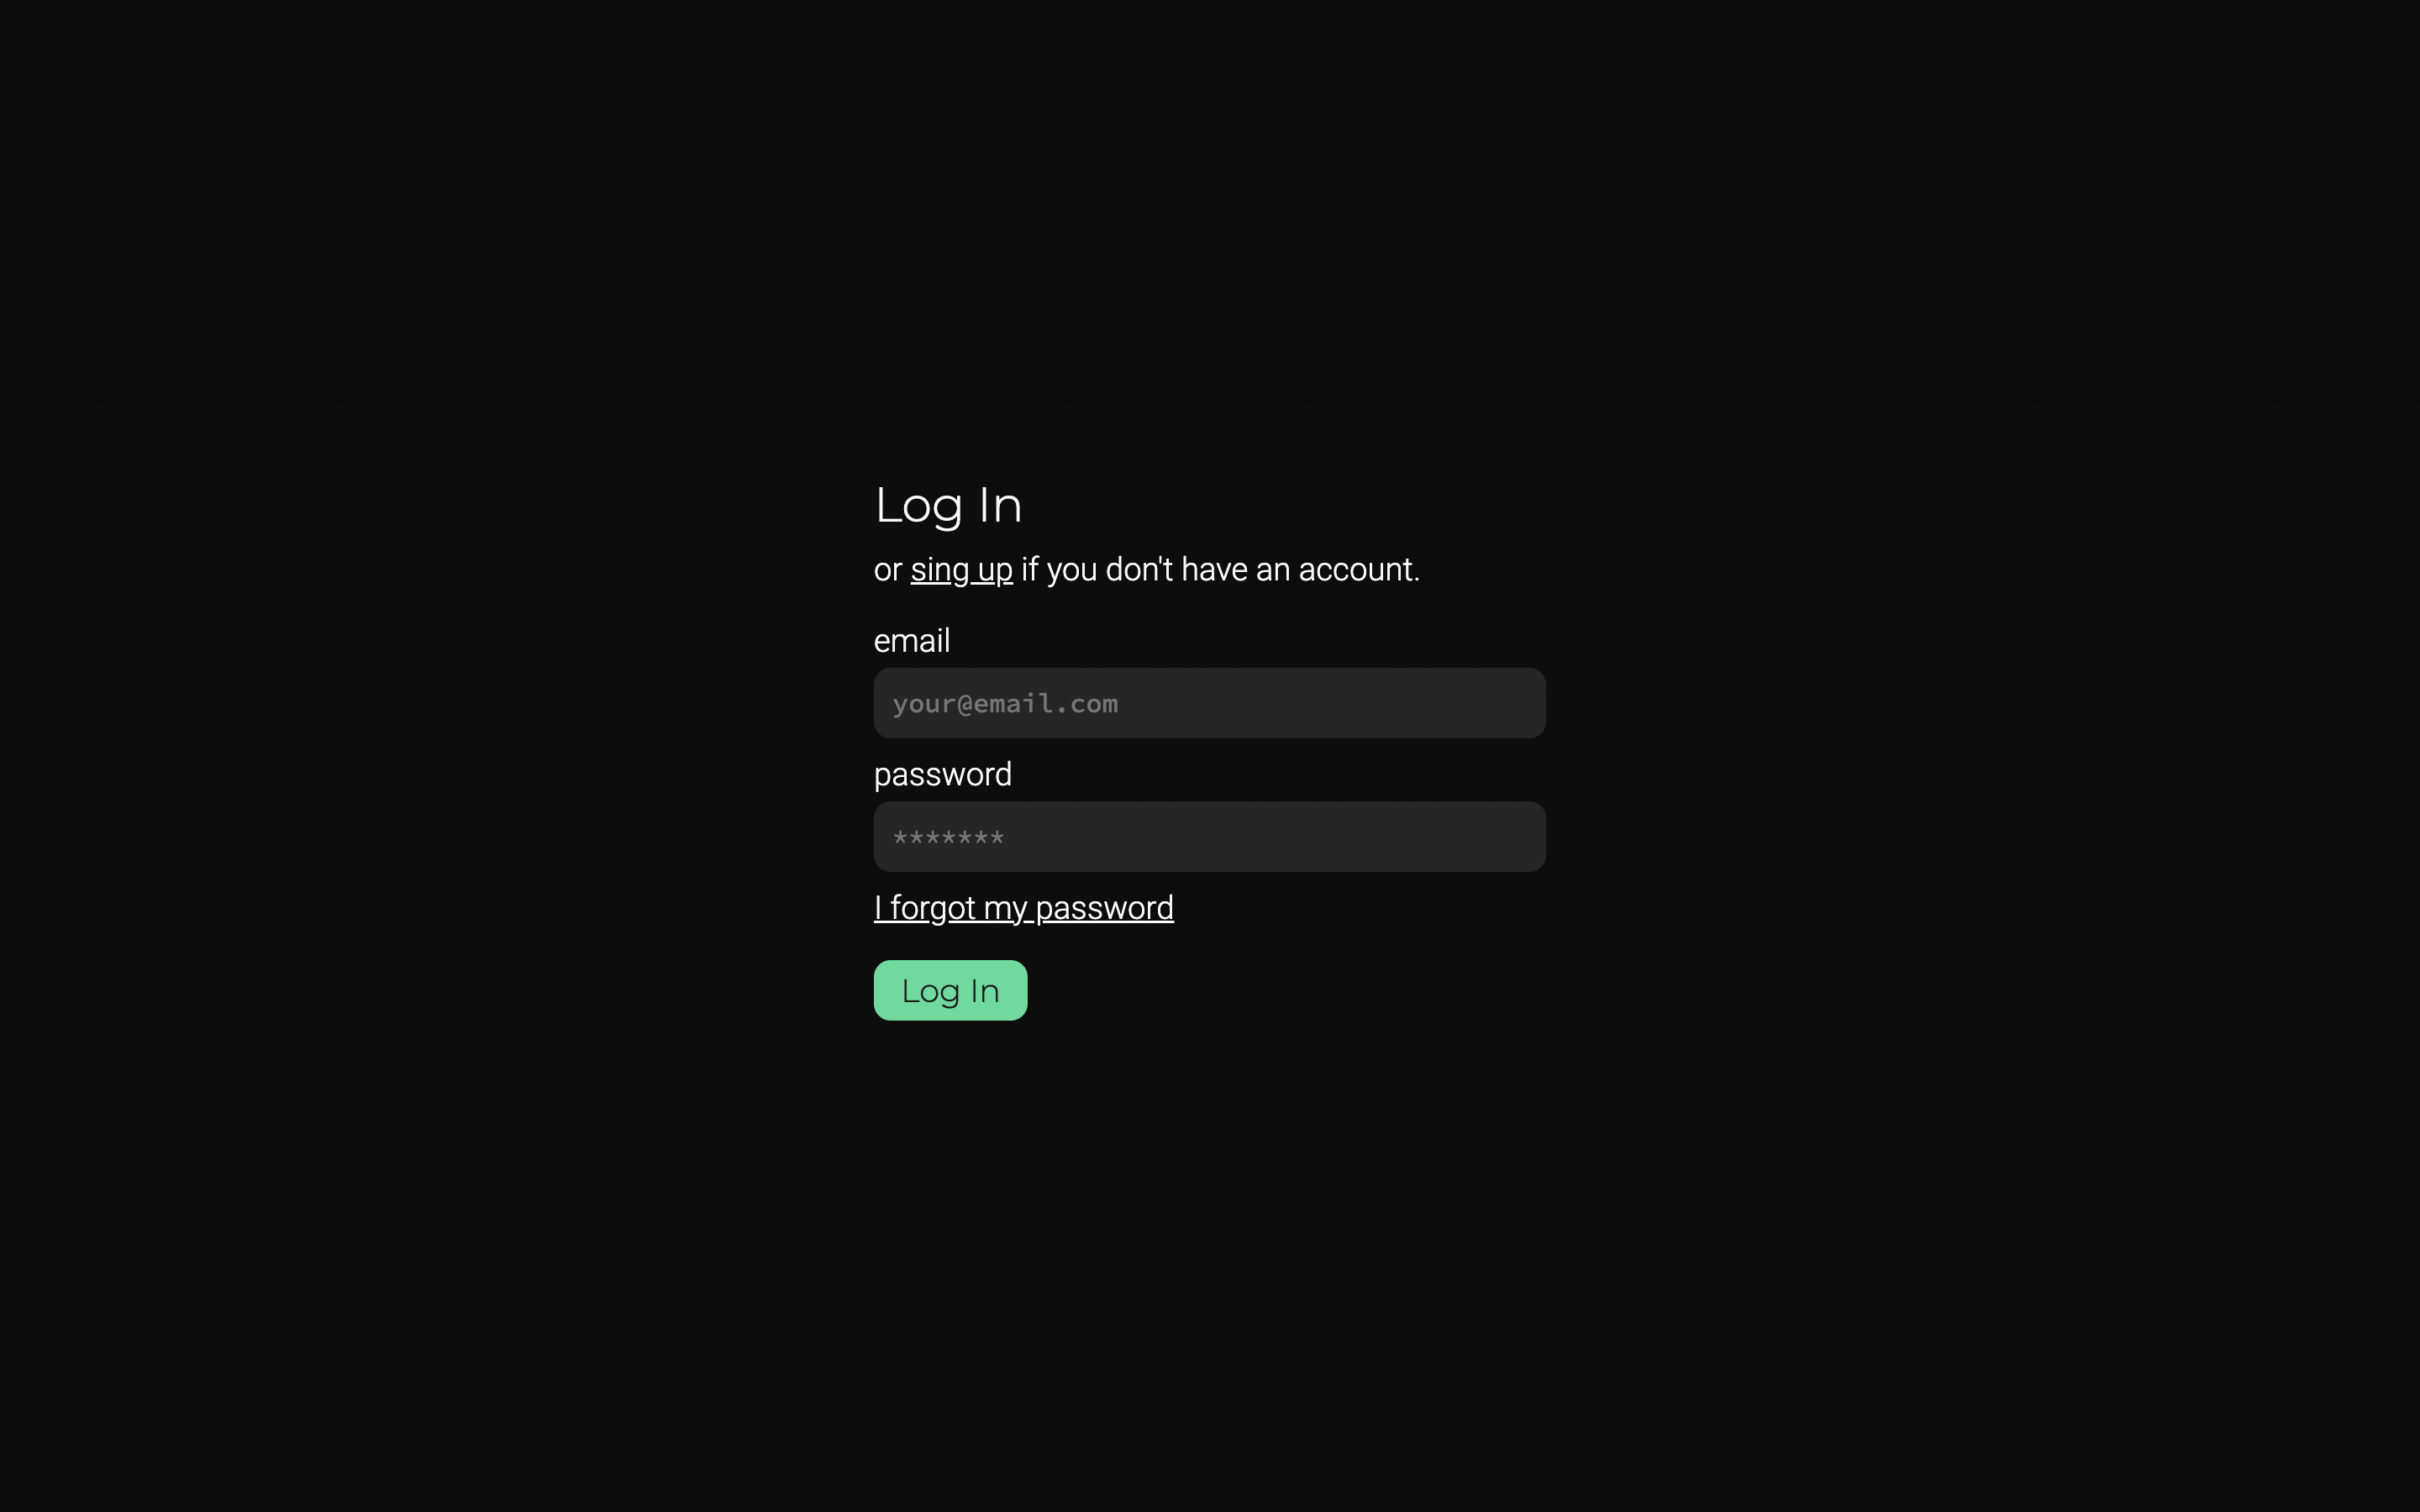 Log In
or sing up if you don't have an account.
email
your@email.com
password
*******
I forgot my password
Log In